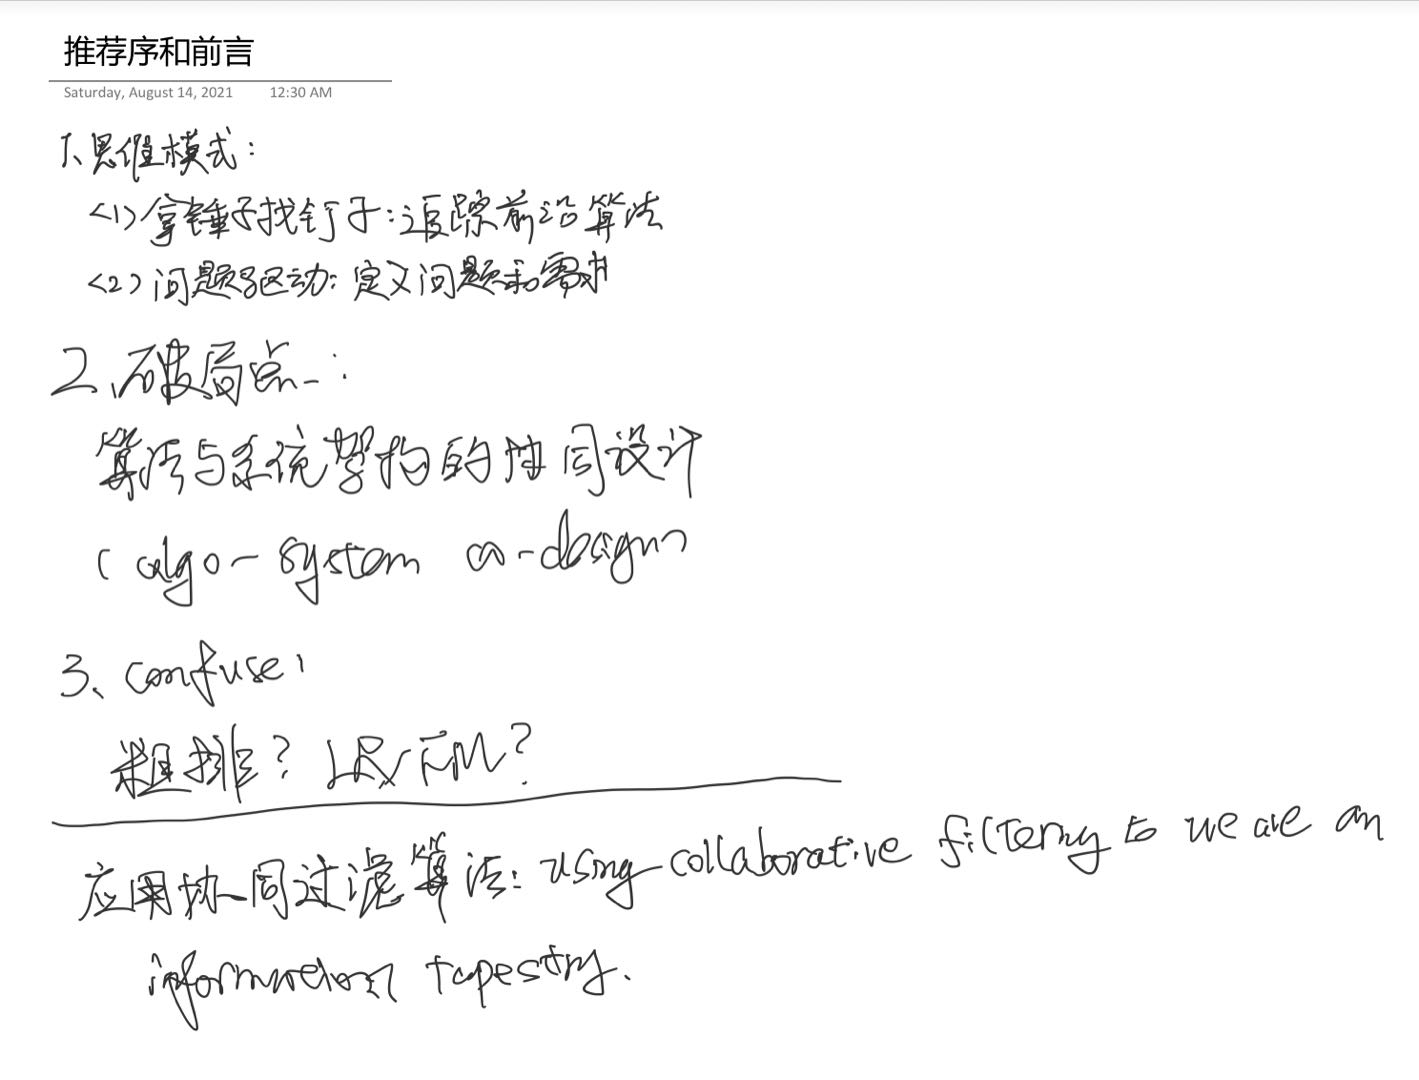 推荐序和前言
Saturday, August 14, 2021 12:30 AM
1、思维模式:
<1>拿锤子找钉子:追踪前沿算法
<2>问题驱动:定义问题和需求
2、破局点:
算法与系统架构的协同设计
(algo-system co-design)
3、confuse:
粗排? LR/FM?
应用协同过滤算法: using collaborative filtering to weave an
information tapestry.